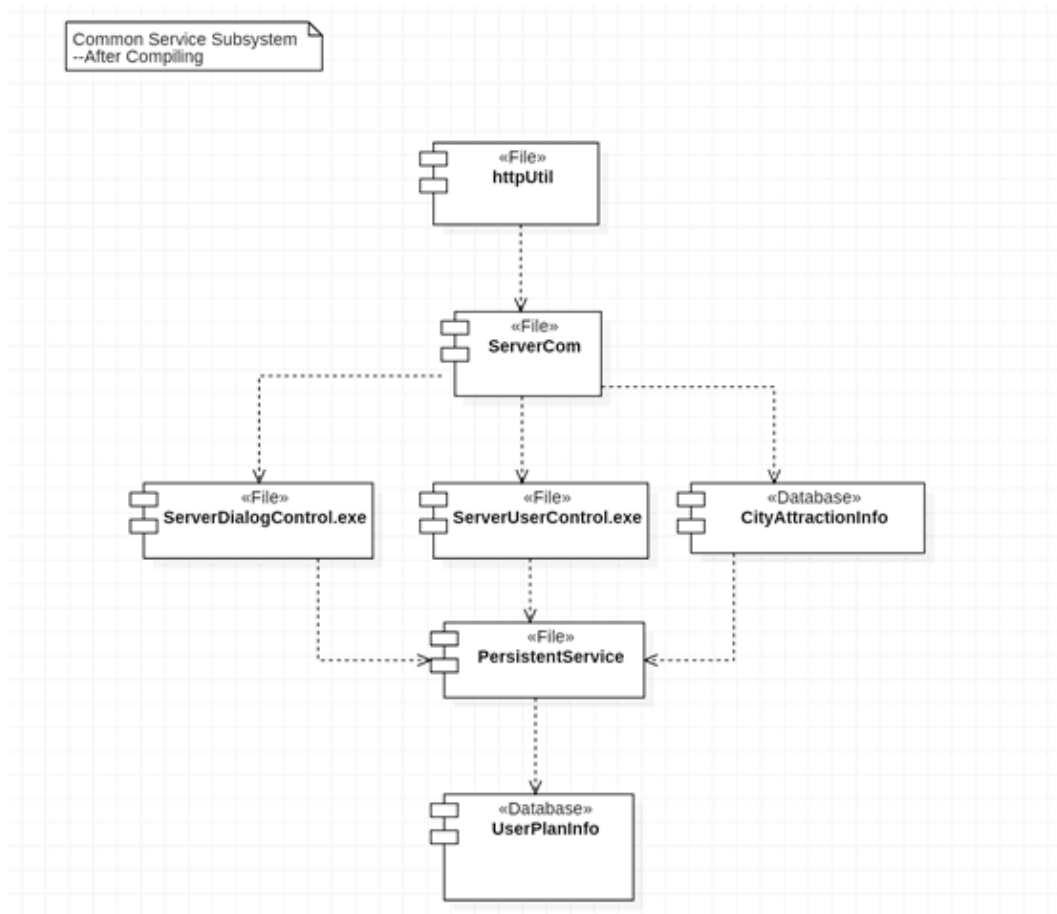 Common Service Subsystem
--After Compiling
«File»
httpUtil
«File»
ServerCom
«File»
ServerDialogControl.exe
«File»
ServerUserControl.exe
«Database»
CityAttractionInfo
«File»
PersistentService
«Database»
UserPlanInfo